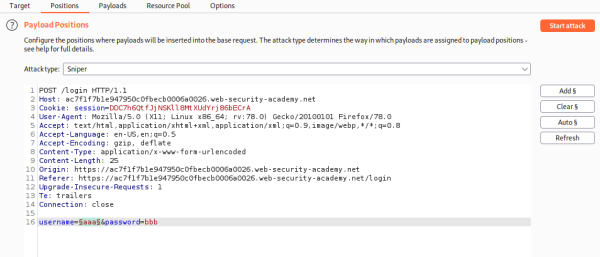 Target Positions Payloads Resource Pool Options
? Payload Positions
Start attack
Configure the positions where payloads will be inserted into the base request. The attack type determines the way in which payloads are assigned to payload positions -
see help for full details.
Attack type: Sniper
Add §
Clear §
Auto §
Refresh
1 POST /login HTTP/1.1
2 Host: ac7f1f7b1e947950c0fbecb0006a0026.web-security-academy.net
3 Cookie: session=DDC7h6QtfJjNSKll8MtXUdYrj86bECrA
4 User-Agent: Mozilla/5.0 (X11; Linux x86_64; rv:78.0) Gecko/20100101 Firefox/78.0
5 Accept: text/html,application/xhtml+xml,application/xml;q=0.9,image/webp,*/*;q=0.8
6 Accept-Language: en-US,en;q=0.5
7 Accept-Encoding: gzip, deflate
8 Content-Type: application/x-www-form-urlencoded
9 Content-Length: 25
10 Origin: https://ac7f1f7b1e947950c0fbecb0006a0026.web-security-academy.net
11 Referer: https://ac7f1f7b1e947950c0fbecb0006a0026.web-security-academy.net/login
12 Upgrade-Insecure-Requests: 1
13 Te: trailers
14 Connection: close
15
16 username=§aaa§&password=bbb